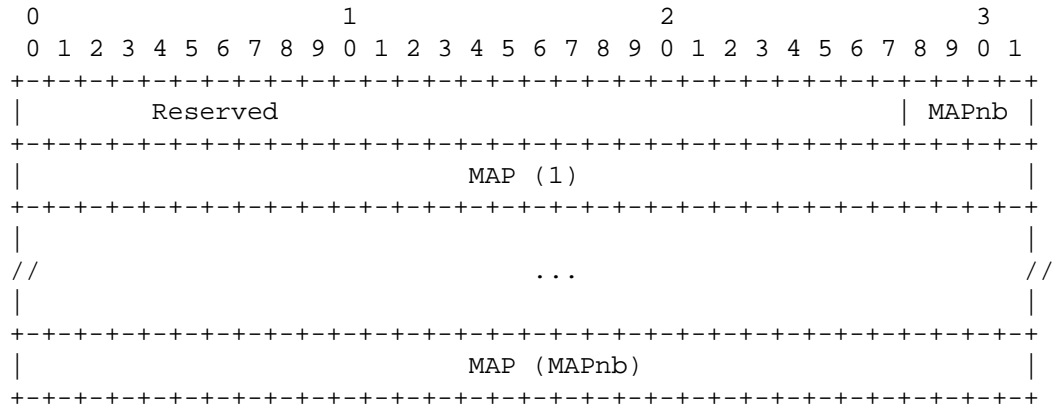 0                   1                   2                   3
 0 1 2 3 4 5 6 7 8 9 0 1 2 3 4 5 6 7 8 9 0 1 2 3 4 5 6 7 8 9 0 1
+-+-+-+-+-+-+-+-+-+-+-+-+-+-+-+-+-+-+-+-+-+-+-+-+-+-+-+-+-+-+-+-+
|        Reserved                                       | MAPnb |
+-+-+-+-+-+-+-+-+-+-+-+-+-+-+-+-+-+-+-+-+-+-+-+-+-+-+-+-+-+-+-+-+
|                            MAP (1)                            |
+-+-+-+-+-+-+-+-+-+-+-+-+-+-+-+-+-+-+-+-+-+-+-+-+-+-+-+-+-+-+-+-+
|                                                               |
//                               ...                            //
|                                                               |
+-+-+-+-+-+-+-+-+-+-+-+-+-+-+-+-+-+-+-+-+-+-+-+-+-+-+-+-+-+-+-+-+
|                            MAP (MAPnb)                        |
+-+-+-+-+-+-+-+-+-+-+-+-+-+-+-+-+-+-+-+-+-+-+-+-+-+-+-+-+-+-+-+-+